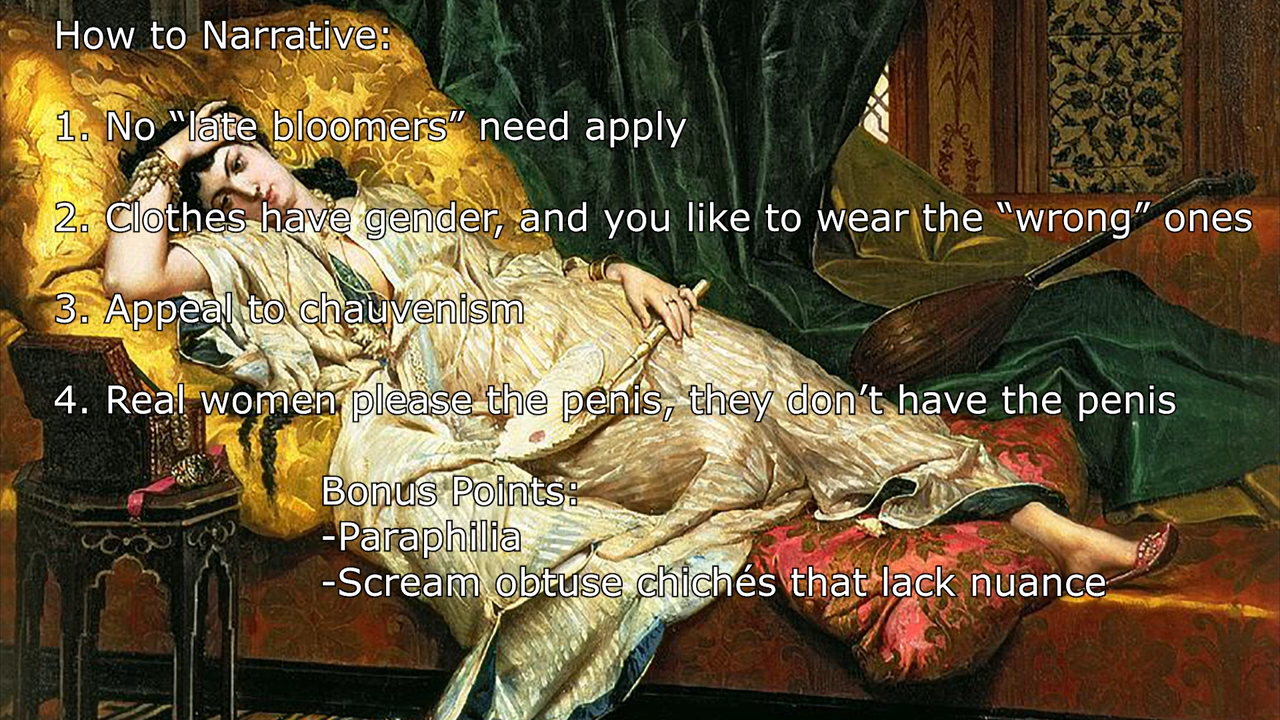 How to Narrative:
1. No “late bloomers” need apply
2. Clothes have gender, and you like to wear the “wrong” ones
3. Appeal to chauvenism
4. Real women please the penis, they don’t have the penis
Bonus Points:
-Paraphilia
-Scream obtuse chichés that lack nuance